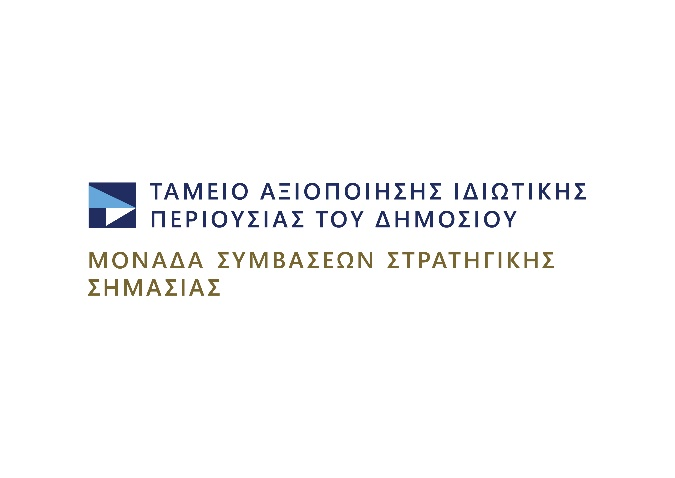 ΤΑΜΕΙΟ ΑΞΙΟΠΟΙΗΣΗΣ ΙΔΙΩΤΙΚΗΣ
ΠΕΡΙΟΥΣΙΑΣ ΤΟΥ ΔΗΜΟΣΙΟΥ
ΜΟΝΑΔΑ ΣΥΜΒΑΣΕΩΝ ΣΤΡΑΤΗΓΙΚΗΣ
ΣΗΜΑΣΙΑΣ